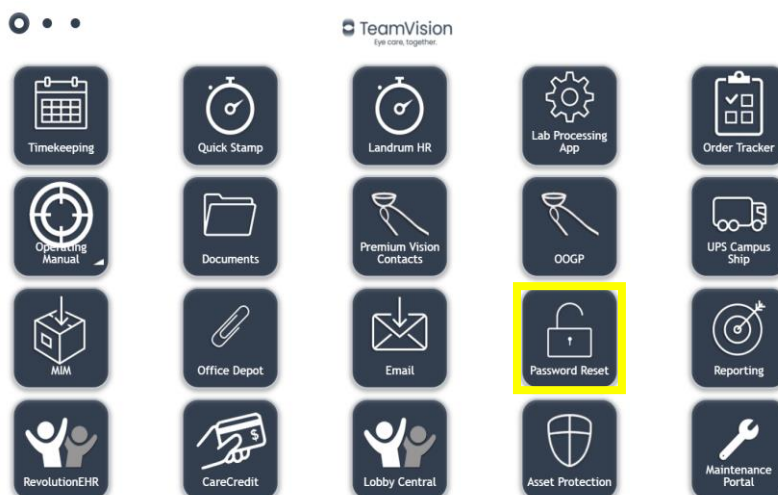 TeamVision
Eye care, together.
Timekeeping
Quick Stamp
Landrum HR
Lab Processing
App
Order Tracker
Operating
Manual
Documents
Premium Vision
Contacts
OOGP
UPS Campus
Ship
MIM
Office Depot
Email
Password Reset
Reporting
RevolutionEHR
CareCredit
$
Lobby Central
Asset Protection
Maintenance
Portal